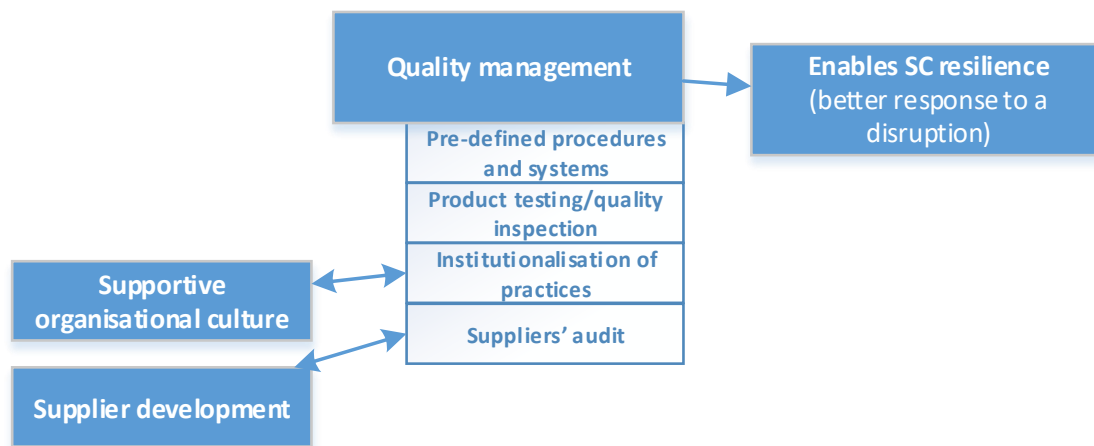 Quality management
Enables SC resilience
(better response to a
disruption)
Pre-defined procedures
and systems
Product testing/quality
inspection
Institutionalisation of
practices
Supportive
organisational culture
Suppliers’ audit
Supplier development